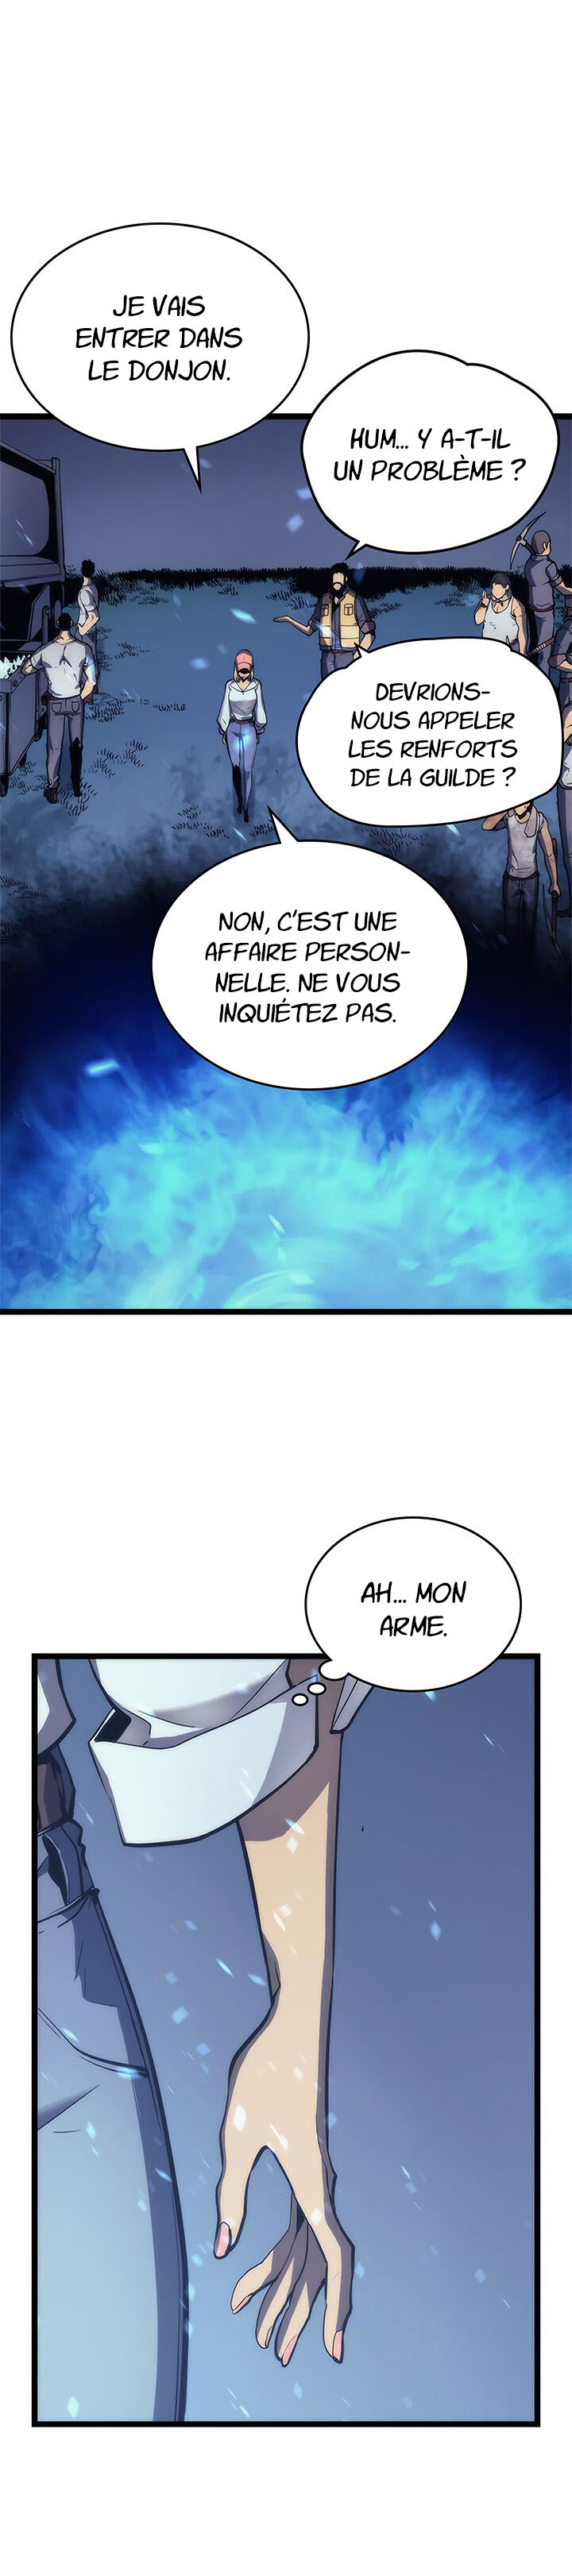 JE VAIS
ENTRER DANS
LE DONJON.
HUM... Y A-T-IL
UN PROBLÈME ?
DEVRIONS-
NOUS APPELER
LES RENFORTS
DE LA GUILDE ?
NON, C'EST UNE
AFFAIRE PERSON-
NELLE. NE VOUS
INQUIÉTEZ PAS.
AH... MON
ARME.